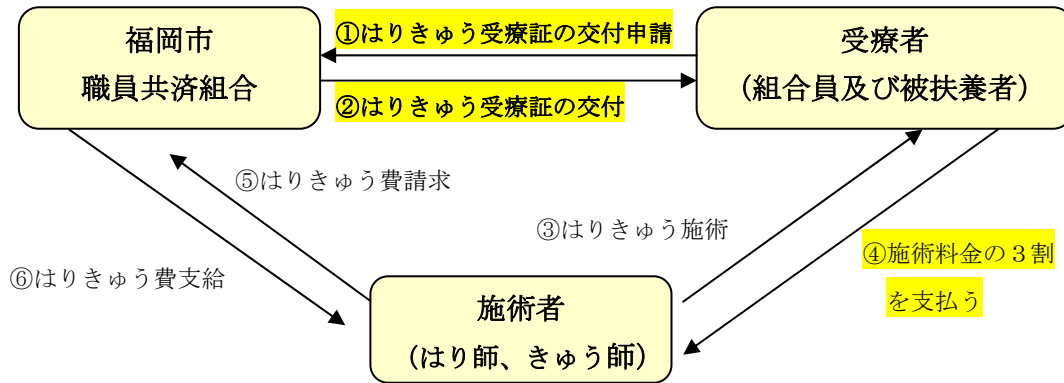 福岡市
職員共済組合
①はりきゅう受療証の交付申請
②はりきゅう受療証の交付
受療者
（組合員及び被扶養者）
⑤はりきゅう費請求
③はりきゅう施術
④施術料金の３割
を支払う
⑥はりきゅう費支給
施術者
（はり師、きゅう師）